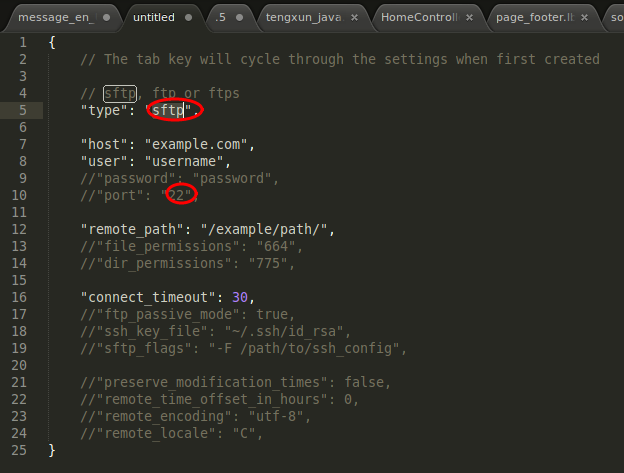 message_en_ untitled .5 tengxun_java HomeControll page_footer.l so
1 {
2 // The tab key will cycle through the settings when first created
3
4 // sftp, ftp or ftps
5 "type": "sftp",
6
7 "host": "example.com",
8 "user": "username",
9 //"password": "password",
10 //"port": "22",
11
12 "remote_path": "/example/path/",
13 //"file_permissions": "664",
14 //"dir_permissions": "775",
15
16 "connect_timeout": 30,
17 //"ftp_passive_mode": true,
18 //"ssh_key_file": "~/.ssh/id_rsa",
19 //"sftp_flags": "-F /path/to/ssh_config",
20
21 //"preserve_modification_times": false,
22 //"remote_time_offset_in_hours": 0,
23 //"remote_encoding": "utf-8",
24 //"remote_locale": "C",
25 }